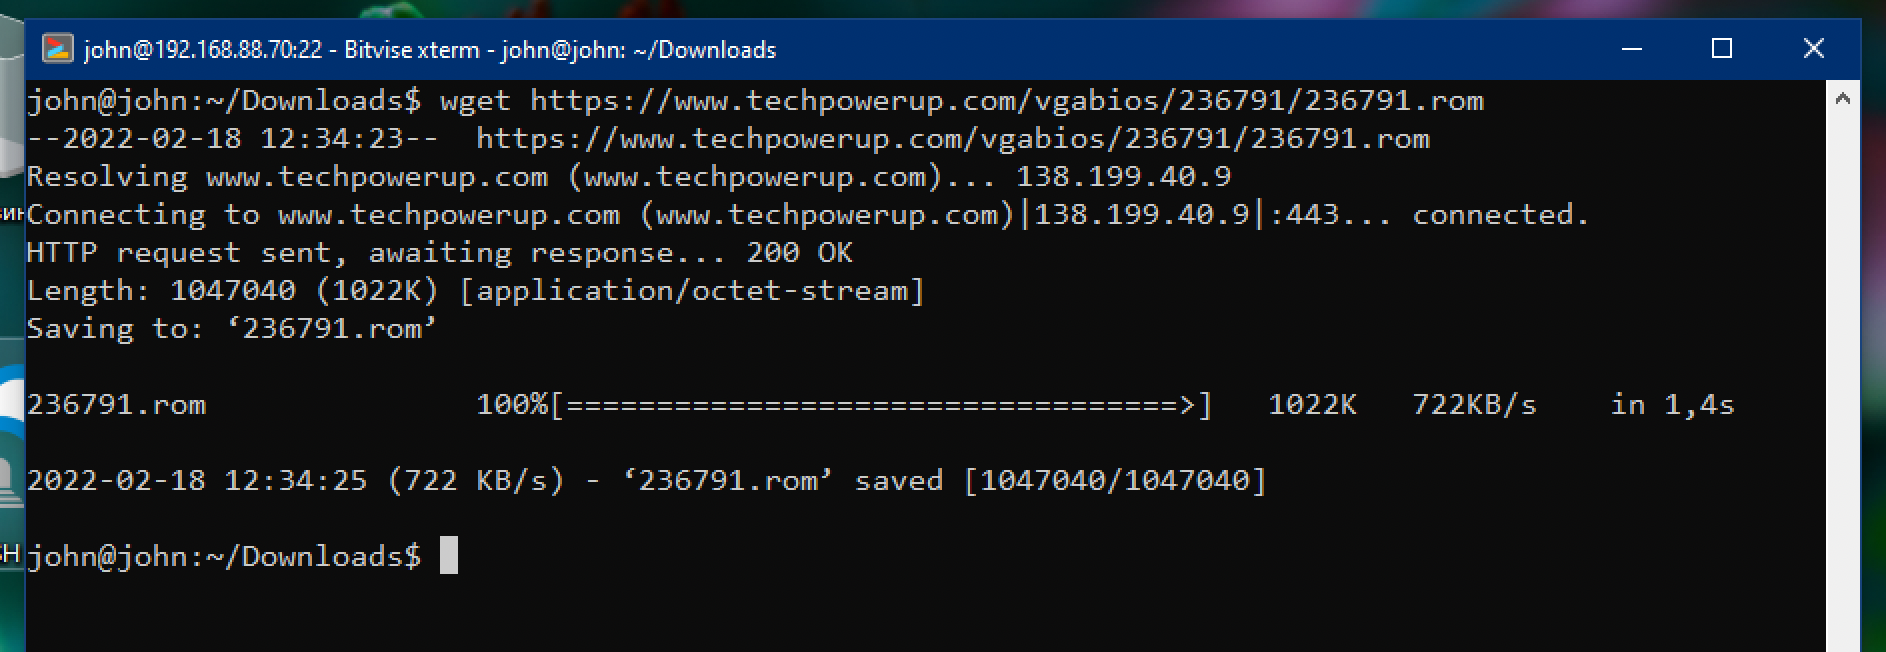 john@192.168.88.70:22 - Bitvise xterm - john@john: ~/Downloads
john@john:~/Downloads$ wget https://www.techpowerup.com/vgabios/236791/236791.rom
--2022-02-18 12:34:23--  https://www.techpowerup.com/vgabios/236791/236791.rom
Resolving www.techpowerup.com (www.techpowerup.com)... 138.199.40.9
Connecting to www.techpowerup.com (www.techpowerup.com)|138.199.40.9|:443... connected.
HTTP request sent, awaiting response... 200 OK
Length: 1047040 (1022K) [application/octet-stream]
Saving to: ‘236791.rom’
236791.rom               100%[==================================>]   1022K   722KB/s    in 1,4s
2022-02-18 12:34:25 (722 KB/s) - ‘236791.rom’ saved [1047040/1047040]
john@john:~/Downloads$